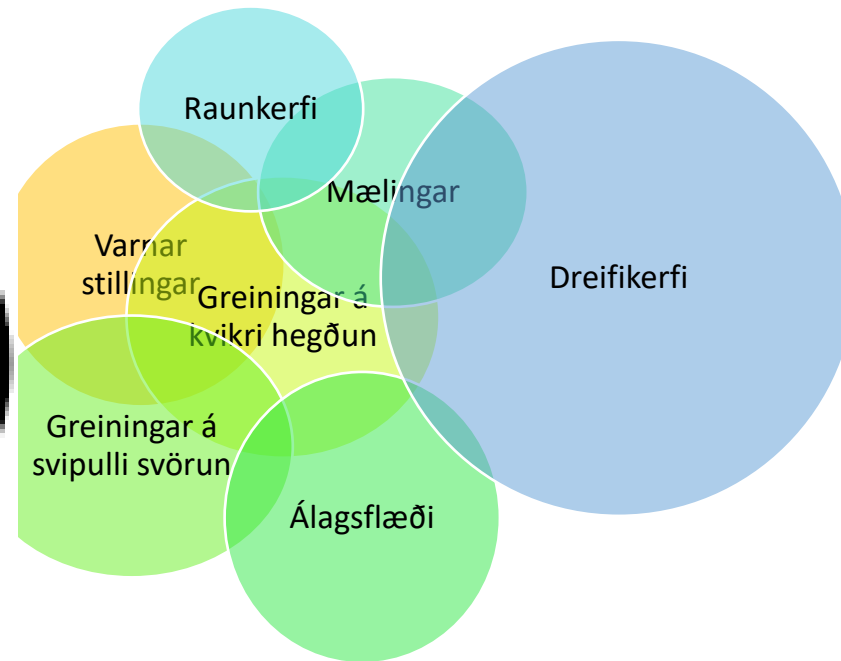 Raunkerfi
Mælingar
Varnar
stillingar
Greiningar á
kvikri hegðun
Dreifikerfi
Greiningar á
svipulli svörun
Álagsflæði